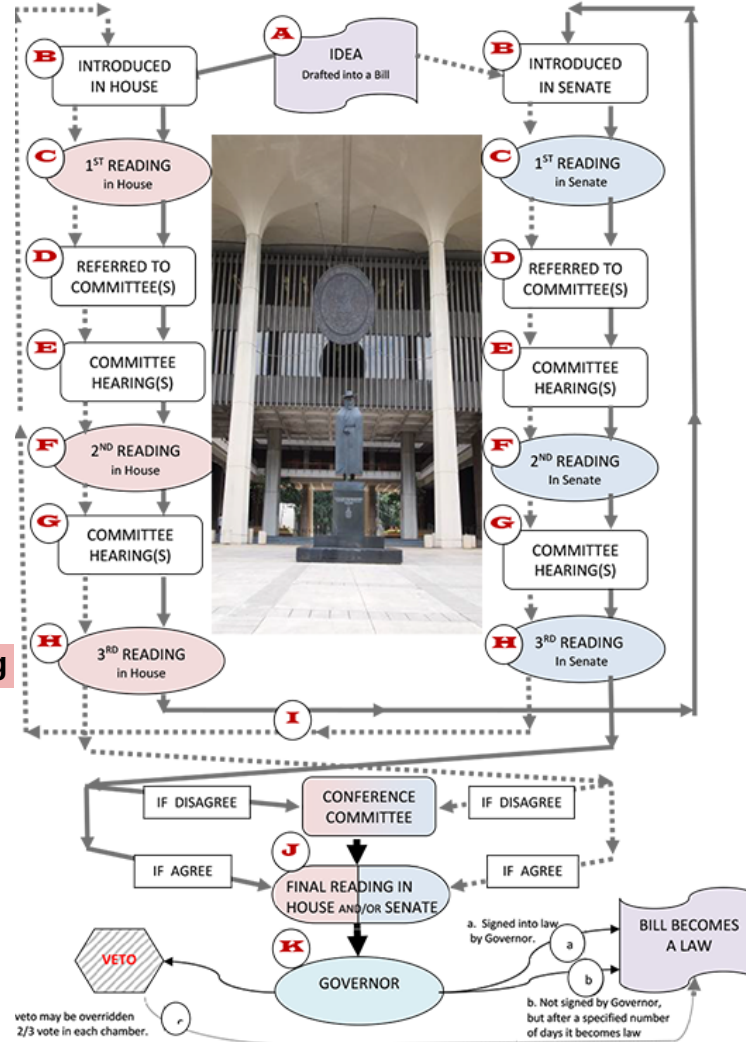 A
IDEA
Drafted into a Bill
B
INTRODUCED
IN HOUSE
C
1ST READING
in House
D
REFERRED TO
COMMITTEE(S)
E
COMMITTEE
HEARING(S)
F
2ND READING
in House
G
COMMITTEE
HEARING(S)
H
3RD READING
in House
g
B
INTRODUCED
IN SENATE
C
1ST READING
in Senate
D
REFERRED TO
COMMITTEE(S)
E
COMMITTEE
HEARING(S)
F
2ND READING
In Senate
G
COMMITTEE
HEARING(S)
H
3RD READING
In Senate
I
IF DISAGREE
CONFERENCE
COMMITTEE
IF DISAGREE
J
IF AGREE
FINAL READING IN
HOUSE AND/OR SENATE
IF AGREE
K
GOVERNOR
VETO
veto may be overridden
2/3 vote in each chamber.
a. Signed into law
by Governor.
a
b
b. Not signed by Governor,
but after a specified number
of days it becomes law
BILL BECOMES
A LAW